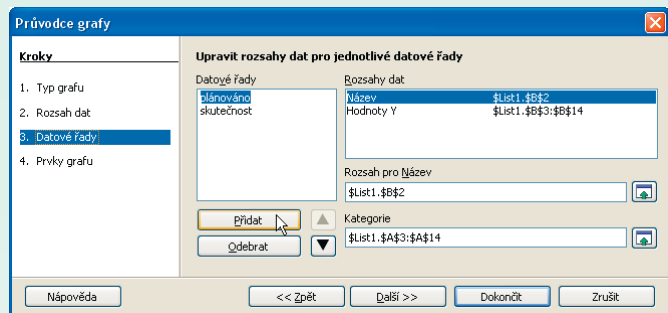 Průvodce grafy
Kroky
1. Typ grafu
2. Rozsah dat
3. Datové řady
4. Prvky grafu
Upravit rozsahy dat pro jednotlivé datové řady
Datové řady
plánováno
skutečnost
Přidat
Odebrat
Rozsahy dat
Název $List1.$B$2
Hodnoty Y $List1.$B$3:$B$14
Rozsah pro Název
$List1.$B$2
Kategorie
$List1.$A$3:$A$14
Nápověda << Zpět Další >> Dokončit Zrušit